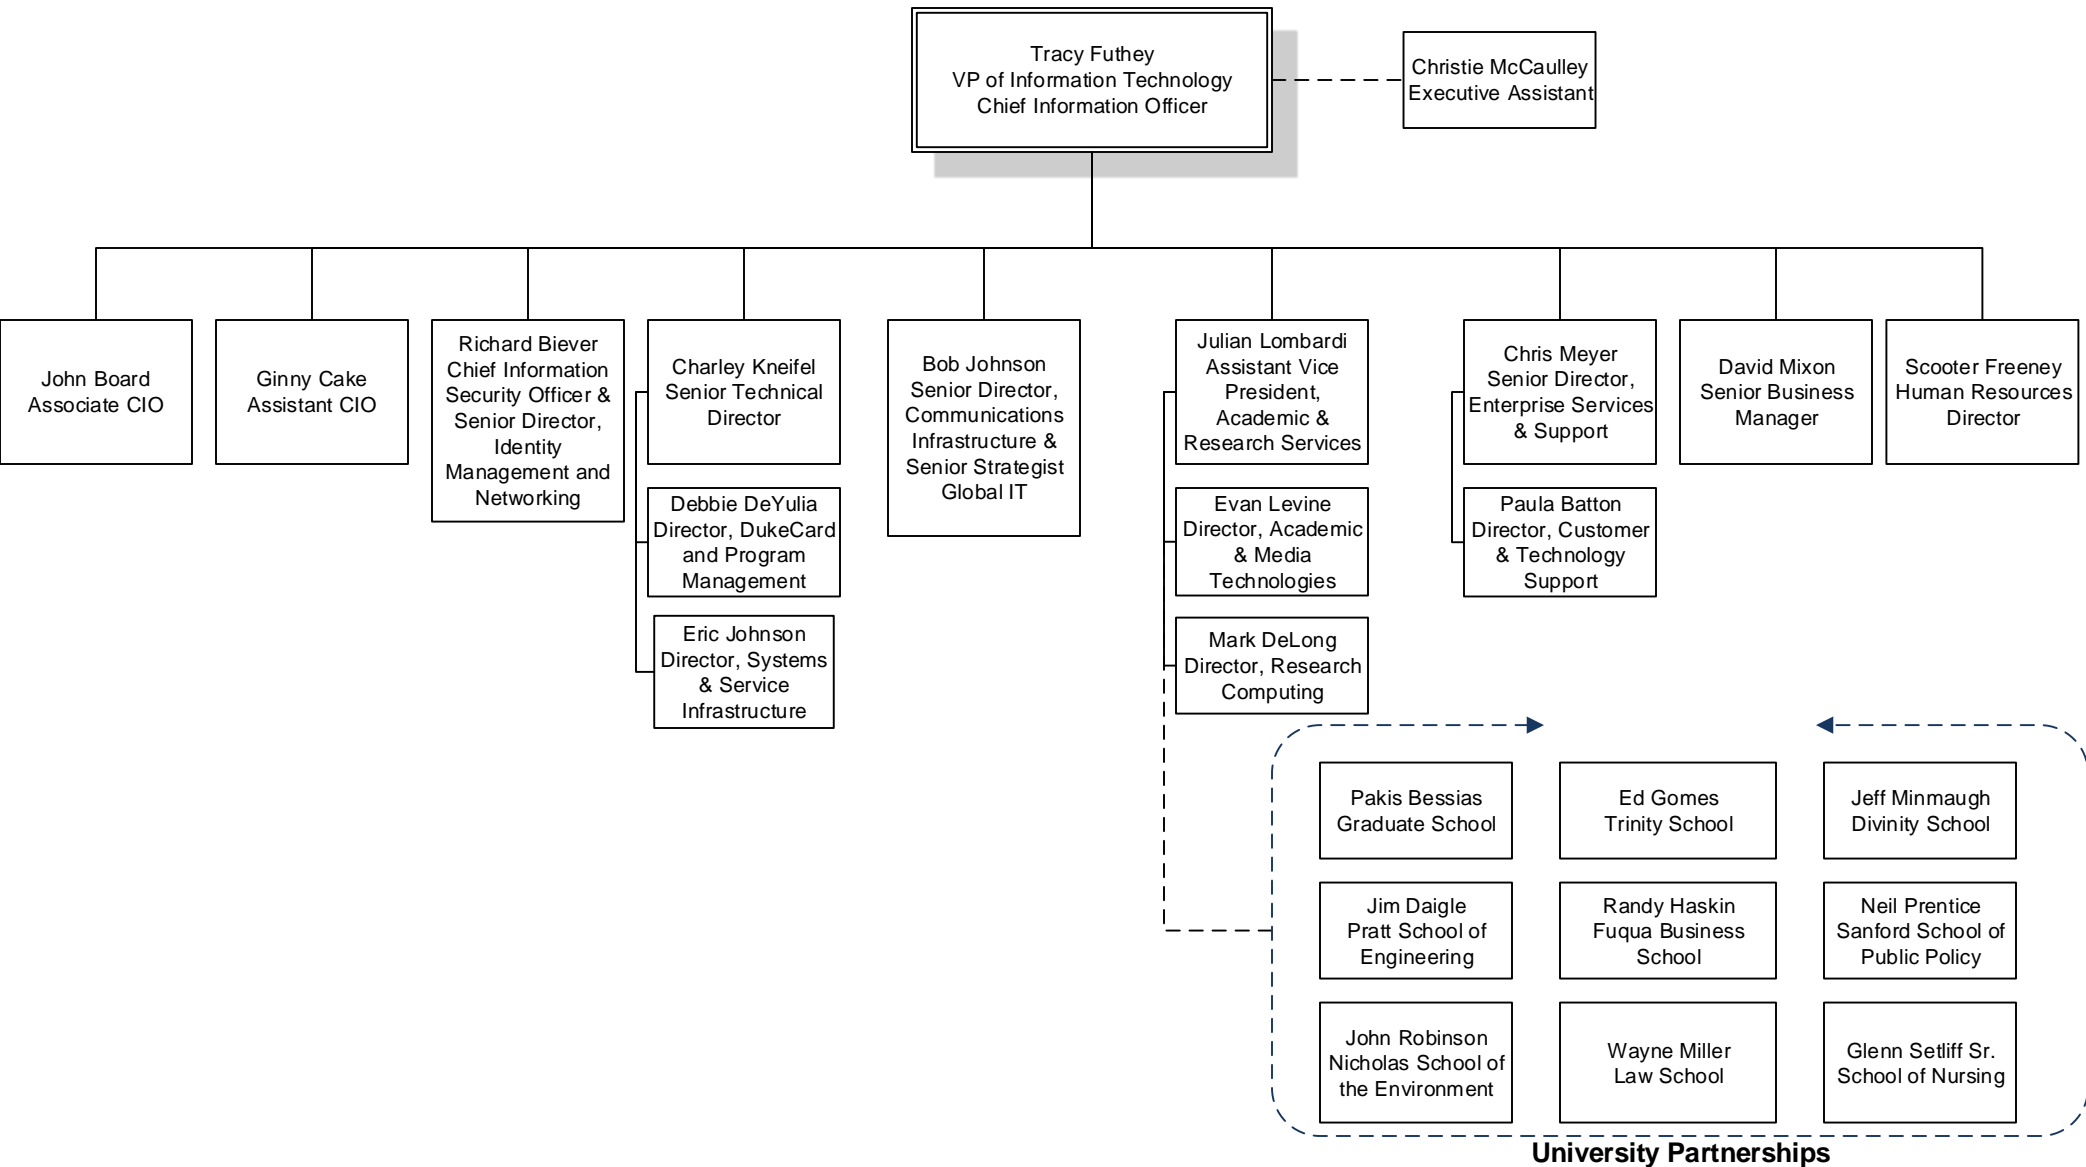 Tracy Futhey
VP of Information Technology
Chief Information Officer
Christie McCaulley
Executive Assistant
John Board
Associate CIO
Ginny Cake
Assistant CIO
Richard Biever
Chief Information
Security Officer &
Senior Director,
Identity
Management and
Networking
Charley Kneifel
Senior Technical
Director
Debbie DeYulia
Director, DukeCard
and Program
Management
Eric Johnson
Director, Systems
& Service
Infrastructure
Bob Johnson
Senior Director,
Communications
Infrastructure &
Senior Strategist
Global IT
Julian Lombardi
Assistant Vice
President,
Academic &
Research Services
Evan Levine
Director, Academic
& Media
Technologies
Mark DeLong
Director, Research
Computing
Chris Meyer
Senior Director,
Enterprise Services
& Support
Paula Batton
Director, Customer
& Technology
Support
David Mixon
Senior Business
Manager
Scooter Freeney
Human Resources
Director
Pakis Bessias
Graduate School
Ed Gomes
Trinity School
Jeff Minmaugh
Divinity School
Jim Daigle
Pratt School of
Engineering
Randy Haskin
Fuqua Business
School
Neil Prentice
Sanford School of
Public Policy
John Robinson
Nicholas School of
the Environment
Wayne Miller
Law School
Glenn Setliff Sr.
School of Nursing
University Partnerships